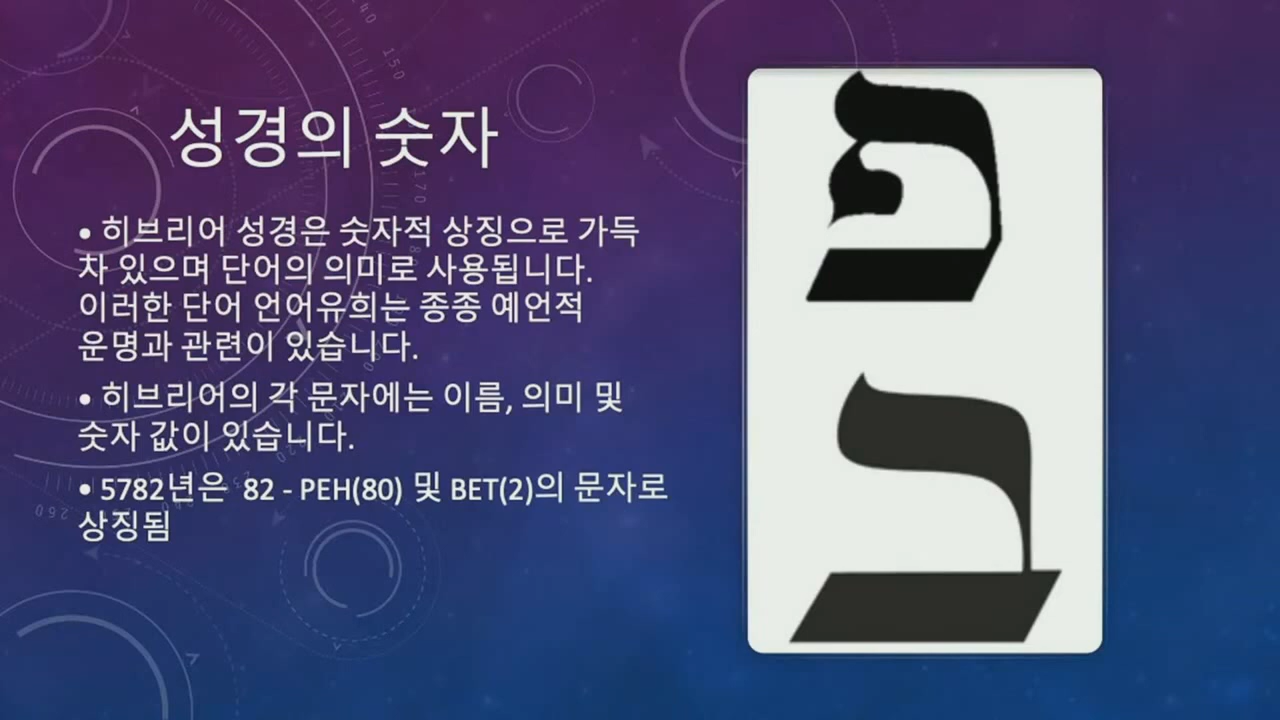 성경의 숫자
• 히브리어 성경은 숫자적 상징으로 가득
차 있으며 단어의 의미로 사용됩니다.
이러한 단어 언어유희는 종종 예언적
운명과 관련이 있습니다.
• 히브리어의 각 문자에는 이름, 의미 및
숫자 값이 있습니다.
• 5782년은 82 - PEH(80) 및 BET(2)의 문자로
상징됨
פ
ב